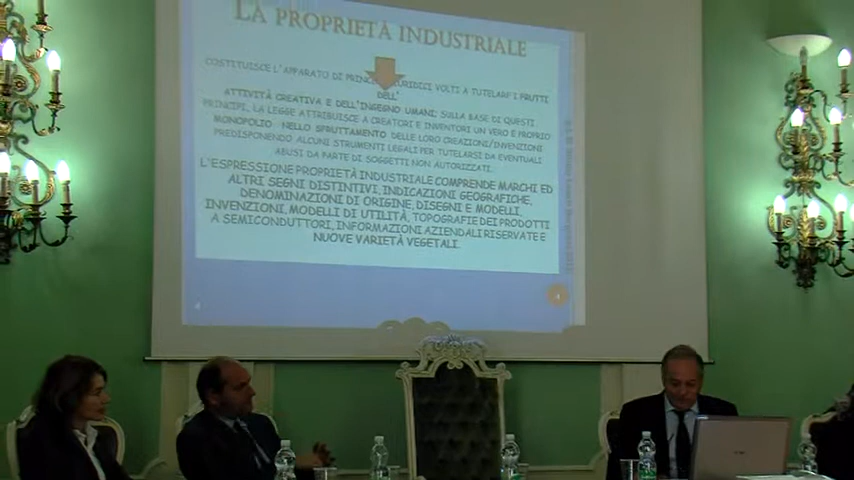 LA PROPRIETÀ INDUSTRIALE
COSTITUISCE L'APPARATO DI GIURIDICI VOLTI A TUTELARE I FRUTTI
DELL'
ATTIVITÀ CREATIVA E DELL'INGEGNO UMANI; SULLA BASE DI QUESTI
PRINCIPI, LA LEGGE ATTRIBUISCE A CREATORI E INVENTORI UN VERO E PROPRIO
MONOPOLIO NELLO SFRUTTAMENTO DELLE LORO CREAZIONI/INVENZIONI
PREDISPONENDO ALCUNI STRUMENTI LEGALI PER TUTELARSI DA EVENTUALI
ABUSI DA PARTE DI SOGGETTI NON AUTORIZZATI.
L'ESPRESSIONE PROPRIETÀ INDUSTRIALE COMPRENDE MARCHI ED
ALTRI SEGNI DISTINTIVI, INDICAZIONI GEOGRAFICHE,
DENOMINAZIONI DI ORIGINE, DISEGNI E MODELLI,
INVENZIONI, MODELLI DI UTILITÀ, TOPOGRAFIE DEI PRODOTTI
A SEMICONDUTTORI, INFORMAZIONI AZIENDALI RISERVATE E
NUOVE VARIETÀ VEGETALI.
4